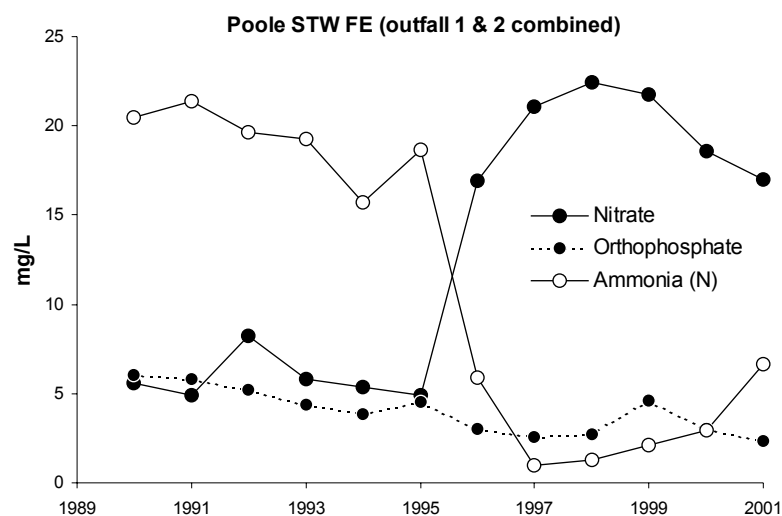 Poole STW FE (outfall 1 & 2 combined)
25
20
15
10
5
0
mg/L
Nitrate
Orthophosphate
Ammonia (N)
1989 1991 1993 1995 1997 1999 2001